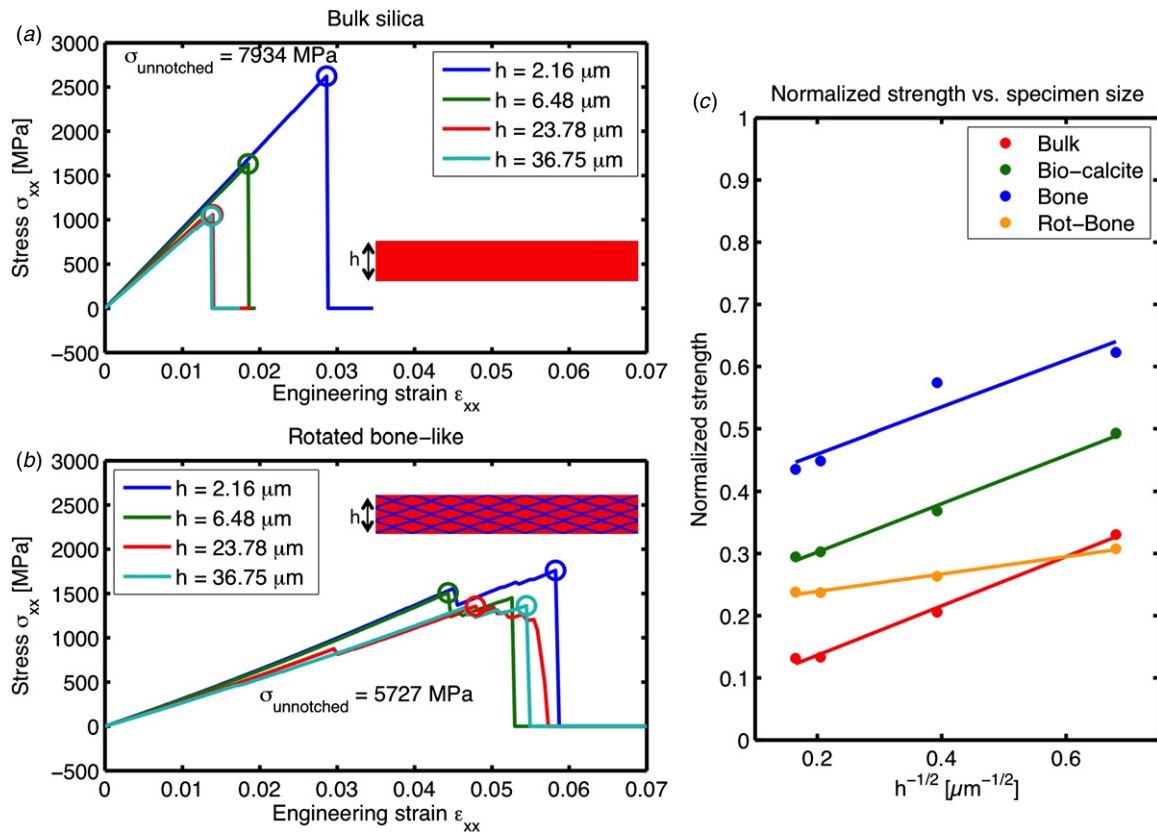 (a)
Bulk silica
σunnotched = 7934 MPa
h = 2.16 μm
h = 6.48 μm
h = 23.78 μm
h = 36.75 μm
h
Stress σxx [MPa]
3000
2500
2000
1500
1000
500
0
−500
0
0.01
0.02
0.03
0.04
0.05
0.06
0.07
Engineering strain εxx
(b)
Rotated bone−like
h = 2.16 μm
h = 6.48 μm
h = 23.78 μm
h = 36.75 μm
h
σunnotched = 5727 MPa
Stress σxx [MPa]
3000
2500
2000
1500
1000
500
0
−500
0
0.01
0.02
0.03
0.04
0.05
0.06
0.07
Engineering strain εxx
(c)
Normalized strength vs. specimen size
Bulk
Bio−calcite
Bone
Rot−Bone
Normalized strength
1
0.9
0.8
0.7
0.6
0.5
0.4
0.3
0.2
0.1
0
0.2
0.4
0.6
h−1/2 [μm−1/2]